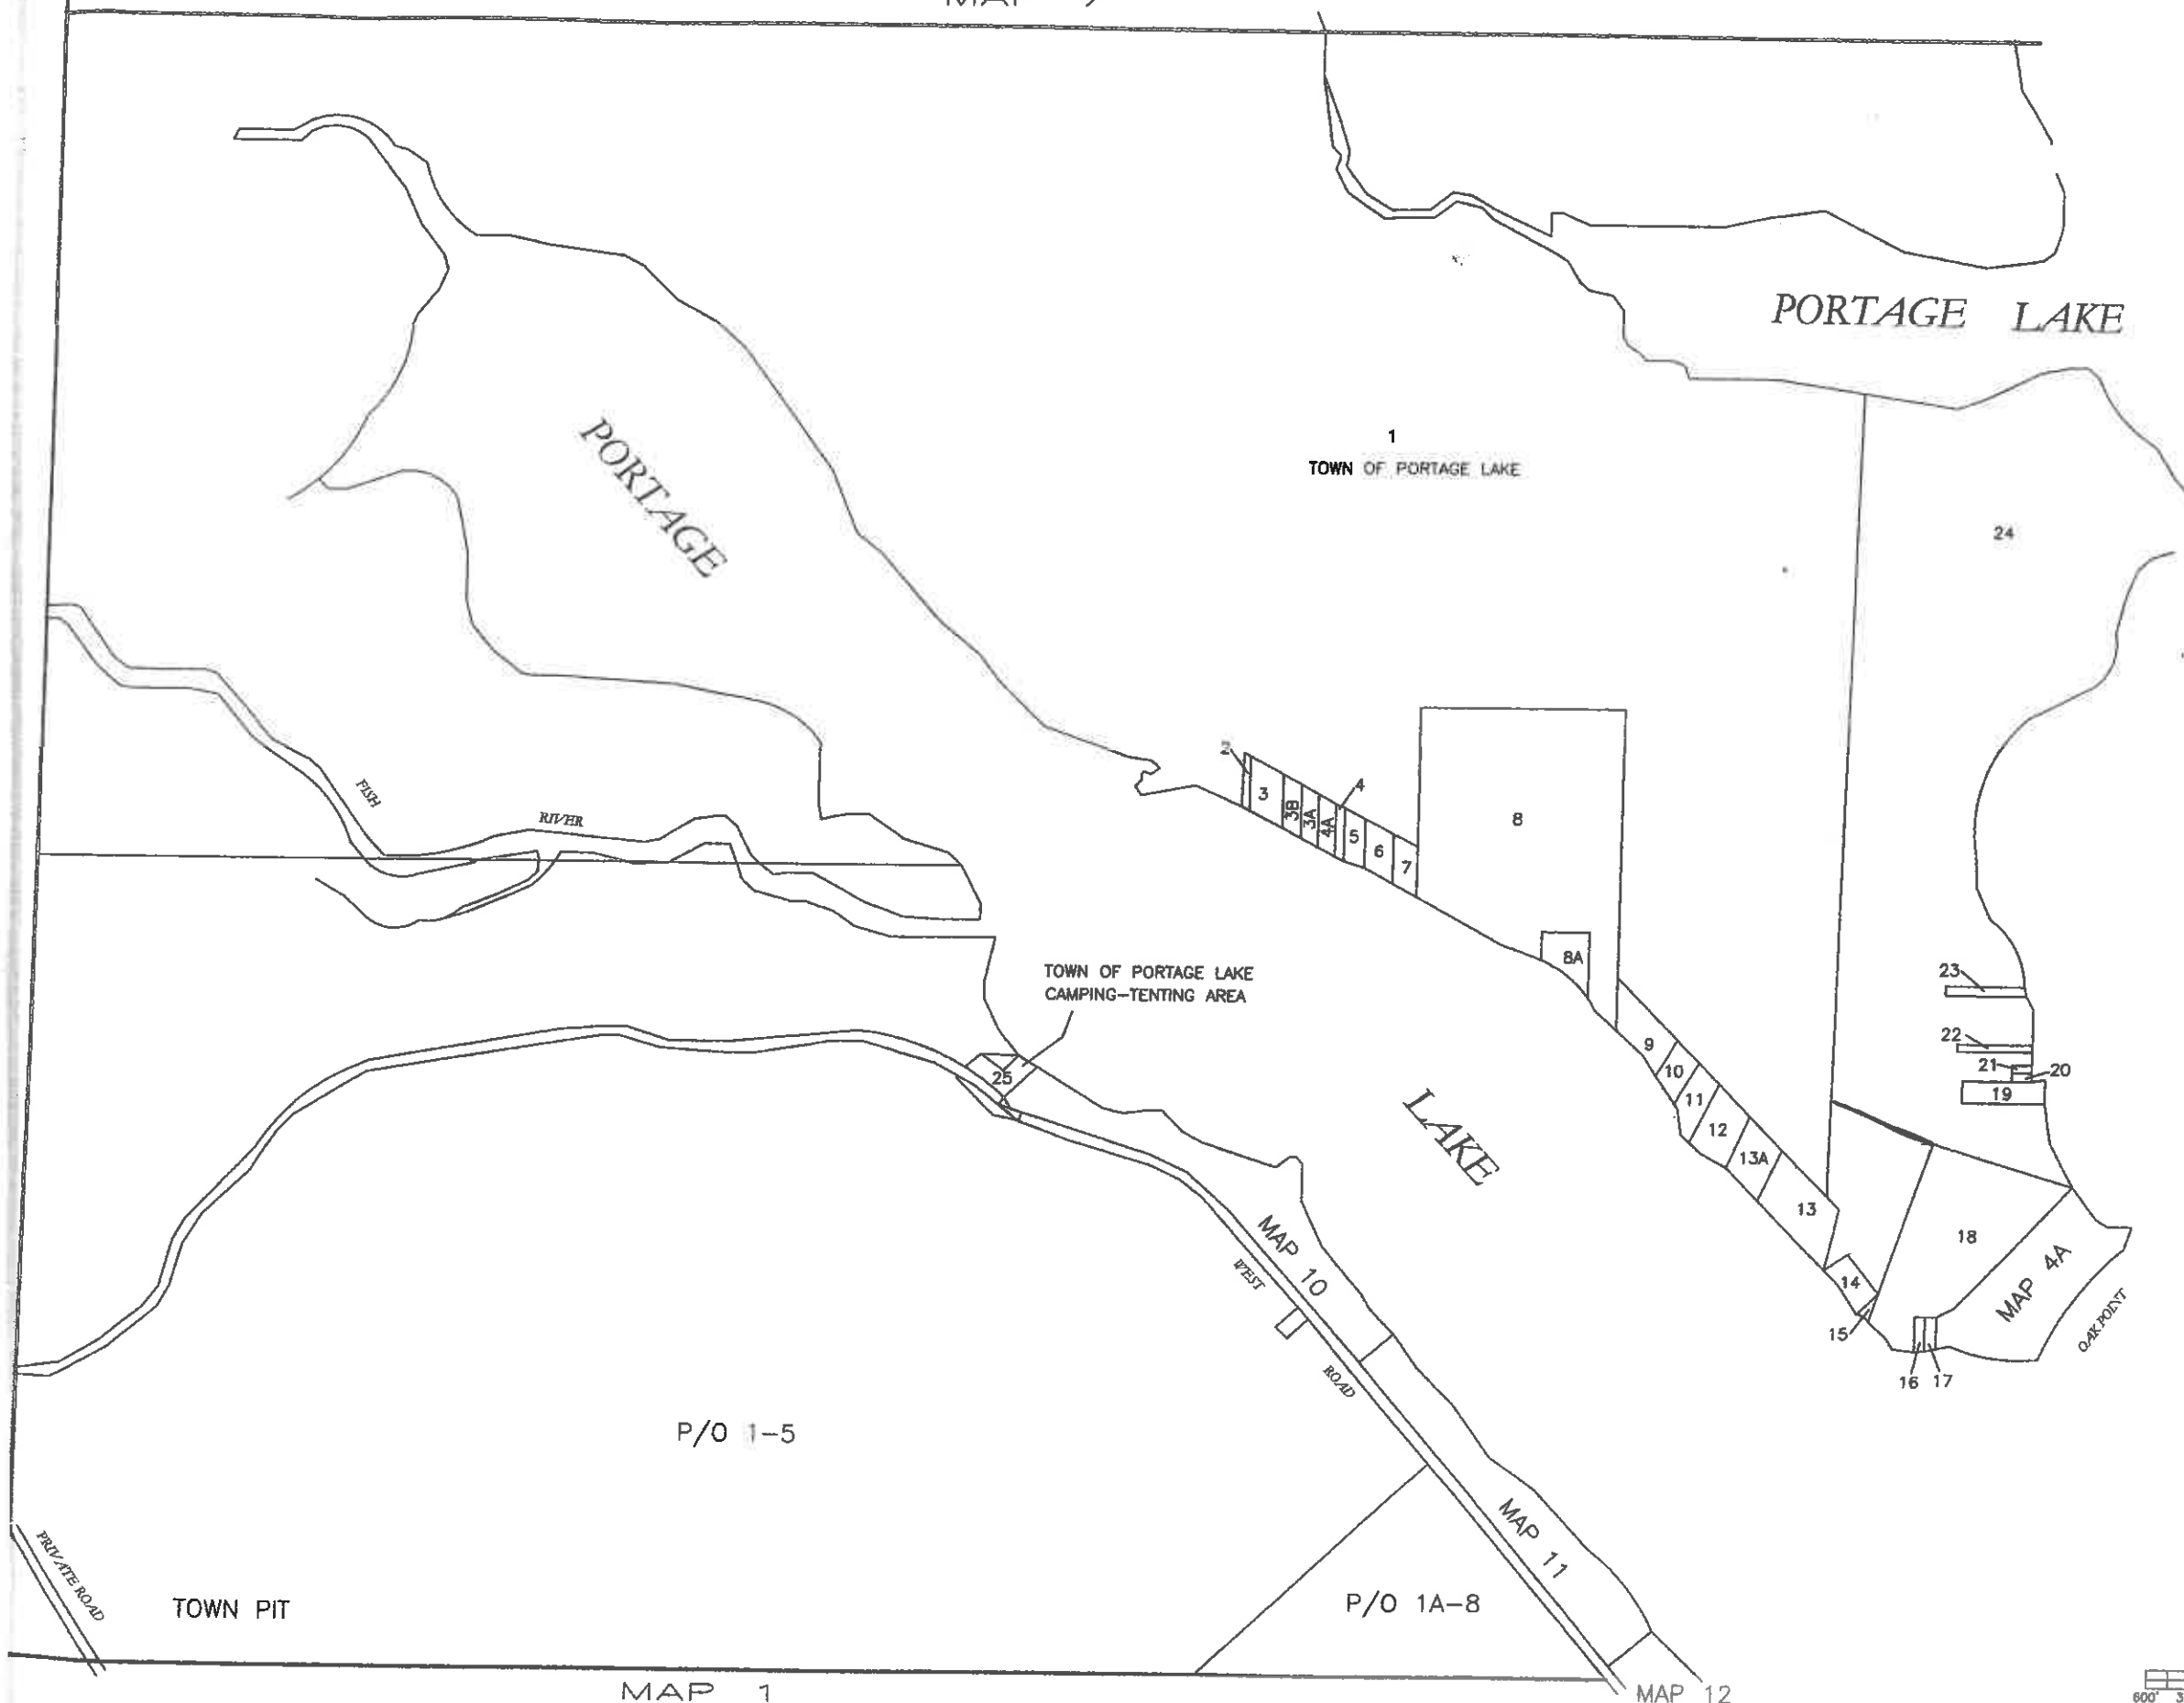 PORTAGE LAKE
1
TOWN OF PORTAGE LAKE
PORTAGE
24
2
3
3B
3A
4A
4
5
6
7
8
8A
FISH
RIVER
TOWN OF PORTAGE LAKE
CAMPING-TENTING AREA
25
23
22
21
20
19
9
10
11
12
13A
13
LAKE
18
14
15
16
17
MAP 4A
OAK POINT
MAP 10
WEST
ROAD
P/O 1-5
MAP 11
P/O 1A-8
PRIVATE ROAD
TOWN PIT
MAP 1
MAP 12
600'